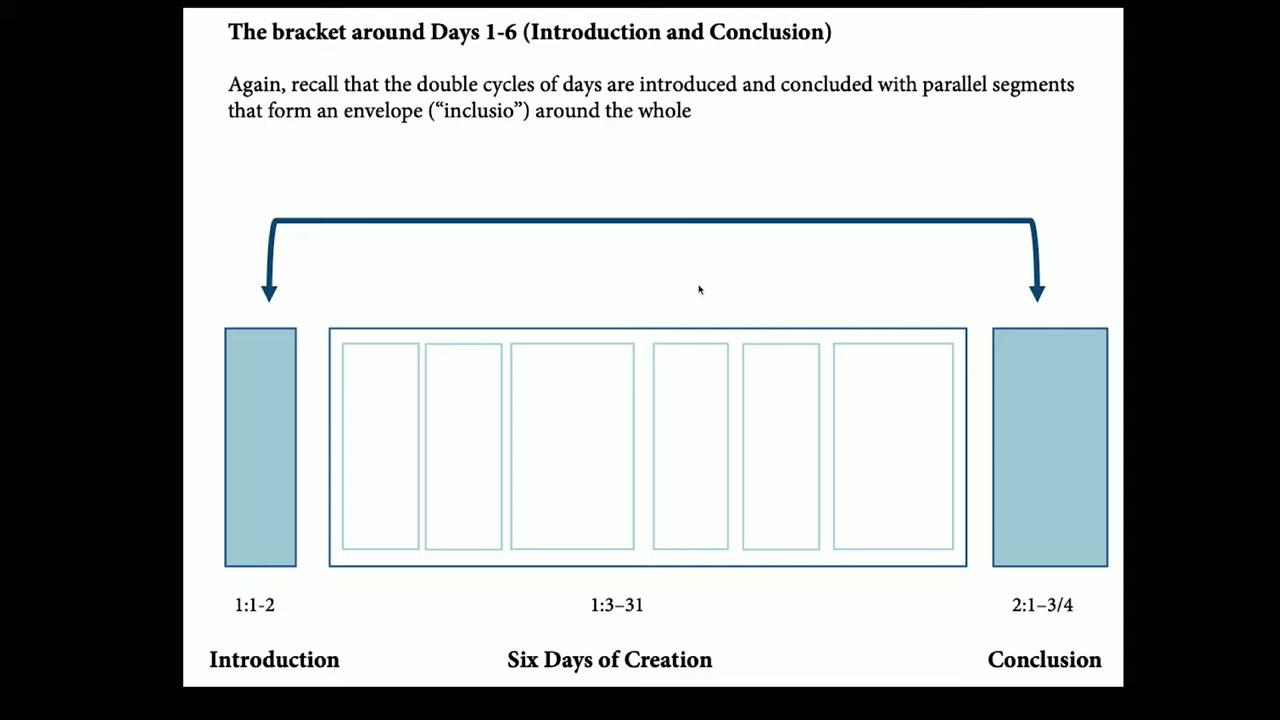 The bracket around Days 1-6 (Introduction and Conclusion)
Again, recall that the double cycles of days are introduced and concluded with parallel segments
that form an envelope (“inclusio”) around the whole
1:1-2
1:3–31
2:1–3/4
Introduction
Six Days of Creation
Conclusion